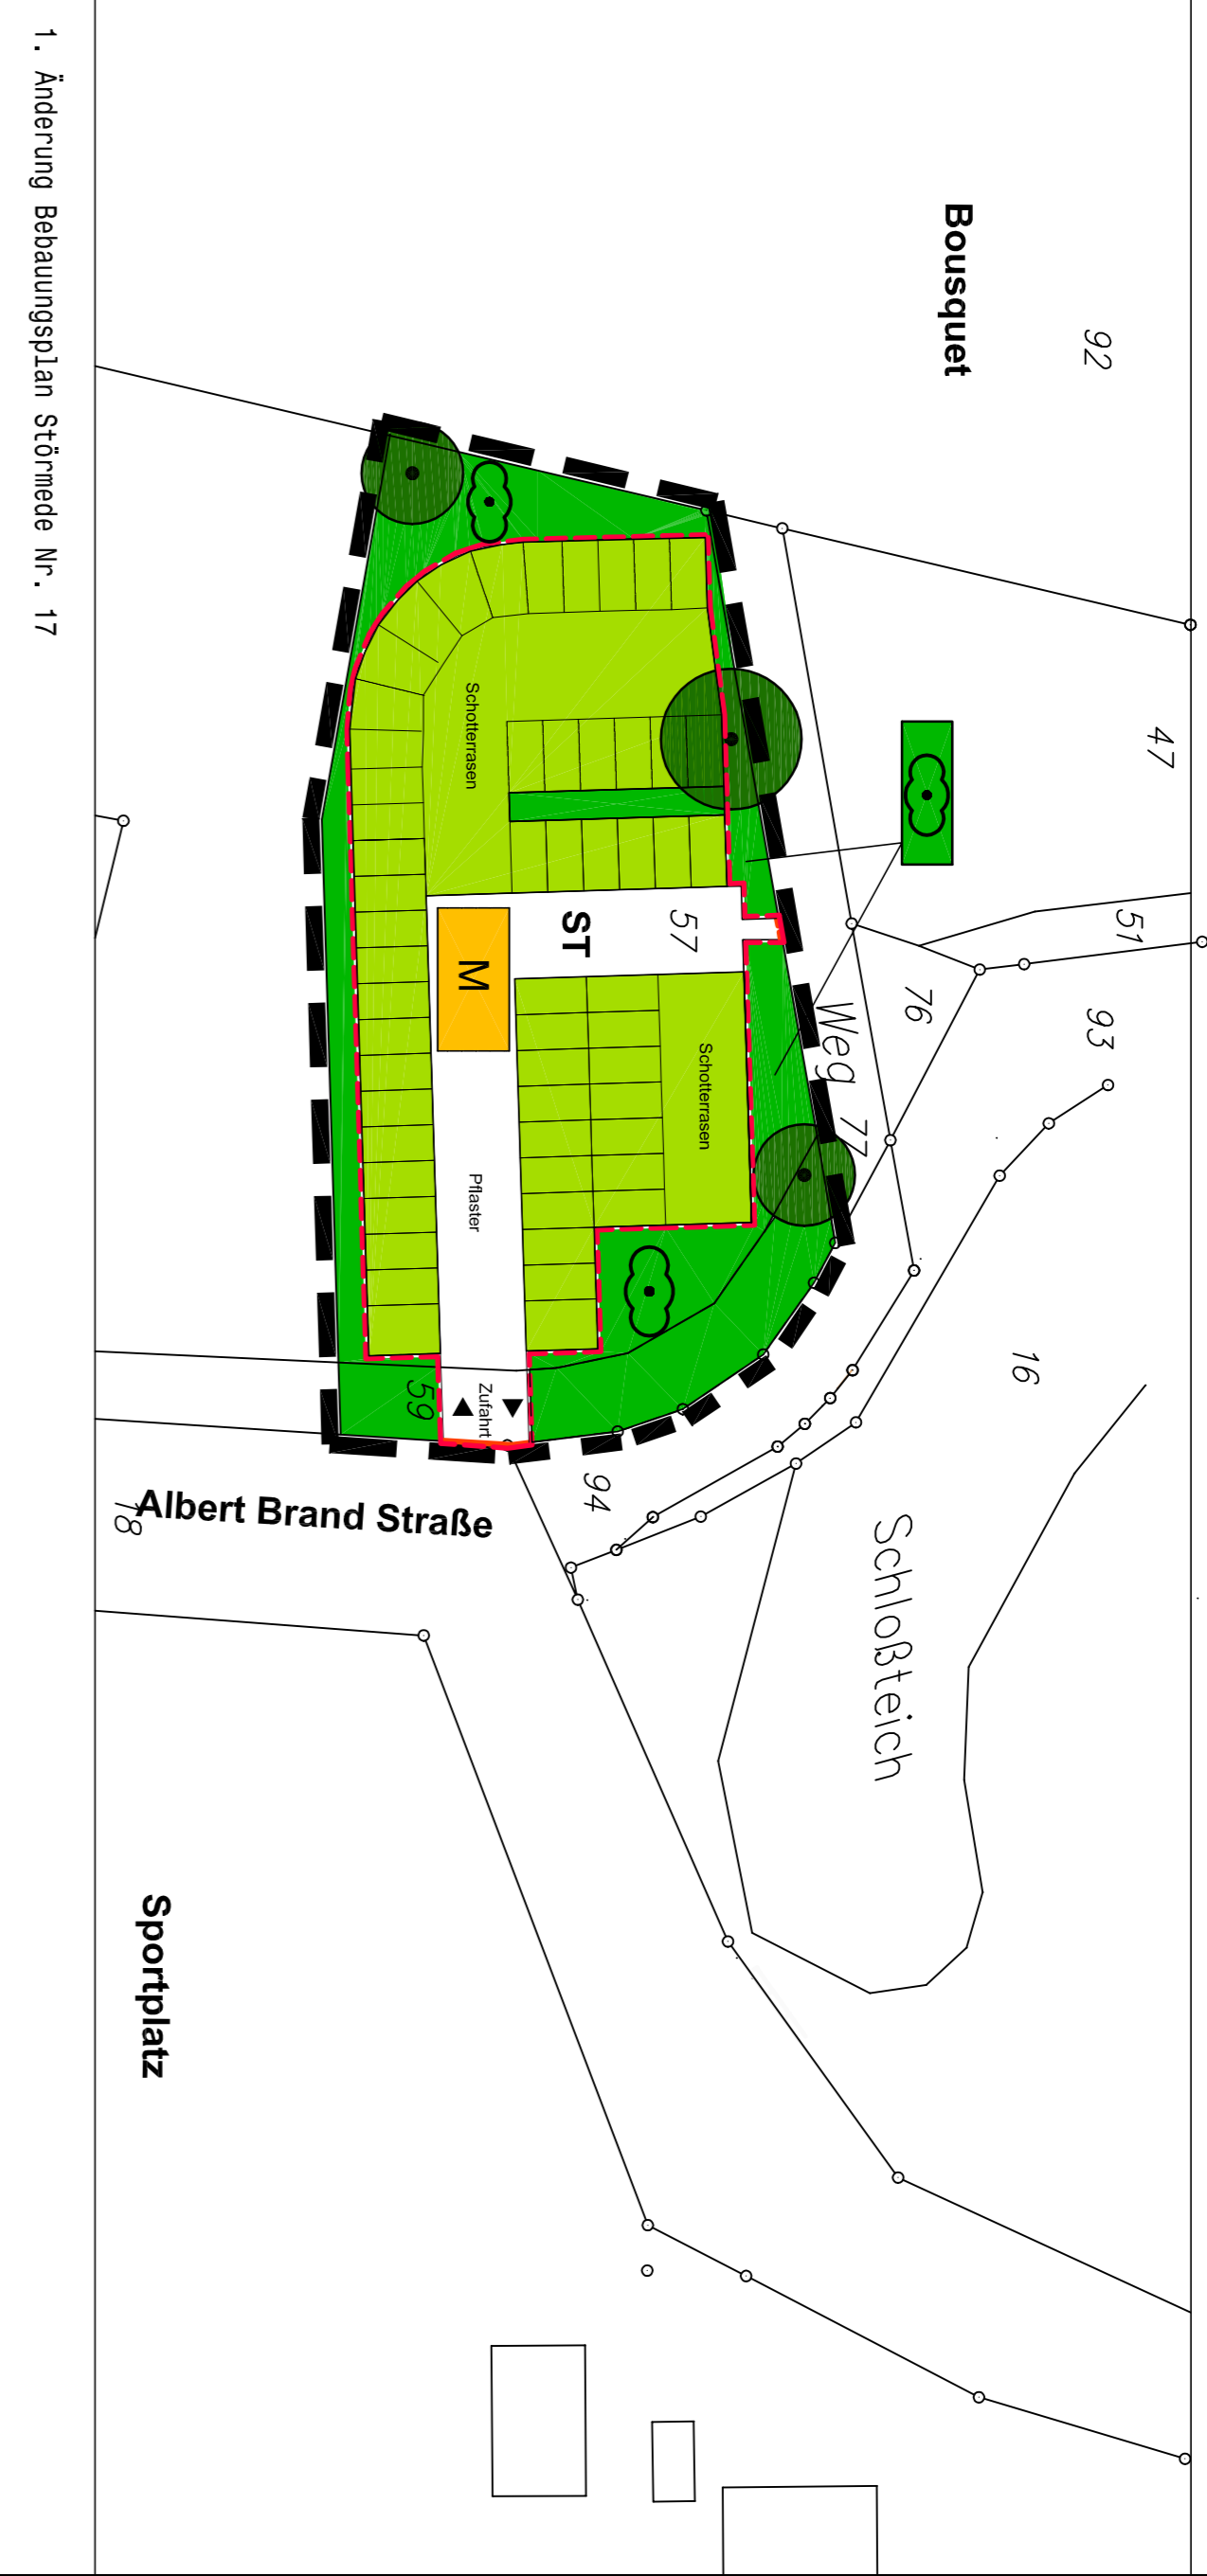 1. Änderung Bebauungsplan Störmede Nr. 17
Bousquet
92
47
51
93
76
Weg 77
16
57
ST
M
Schotterrasen
Schotterrasen
Pflaster
Zufahrt
59
94
78
Albert Brand Straße
Schloßteich
Sportplatz